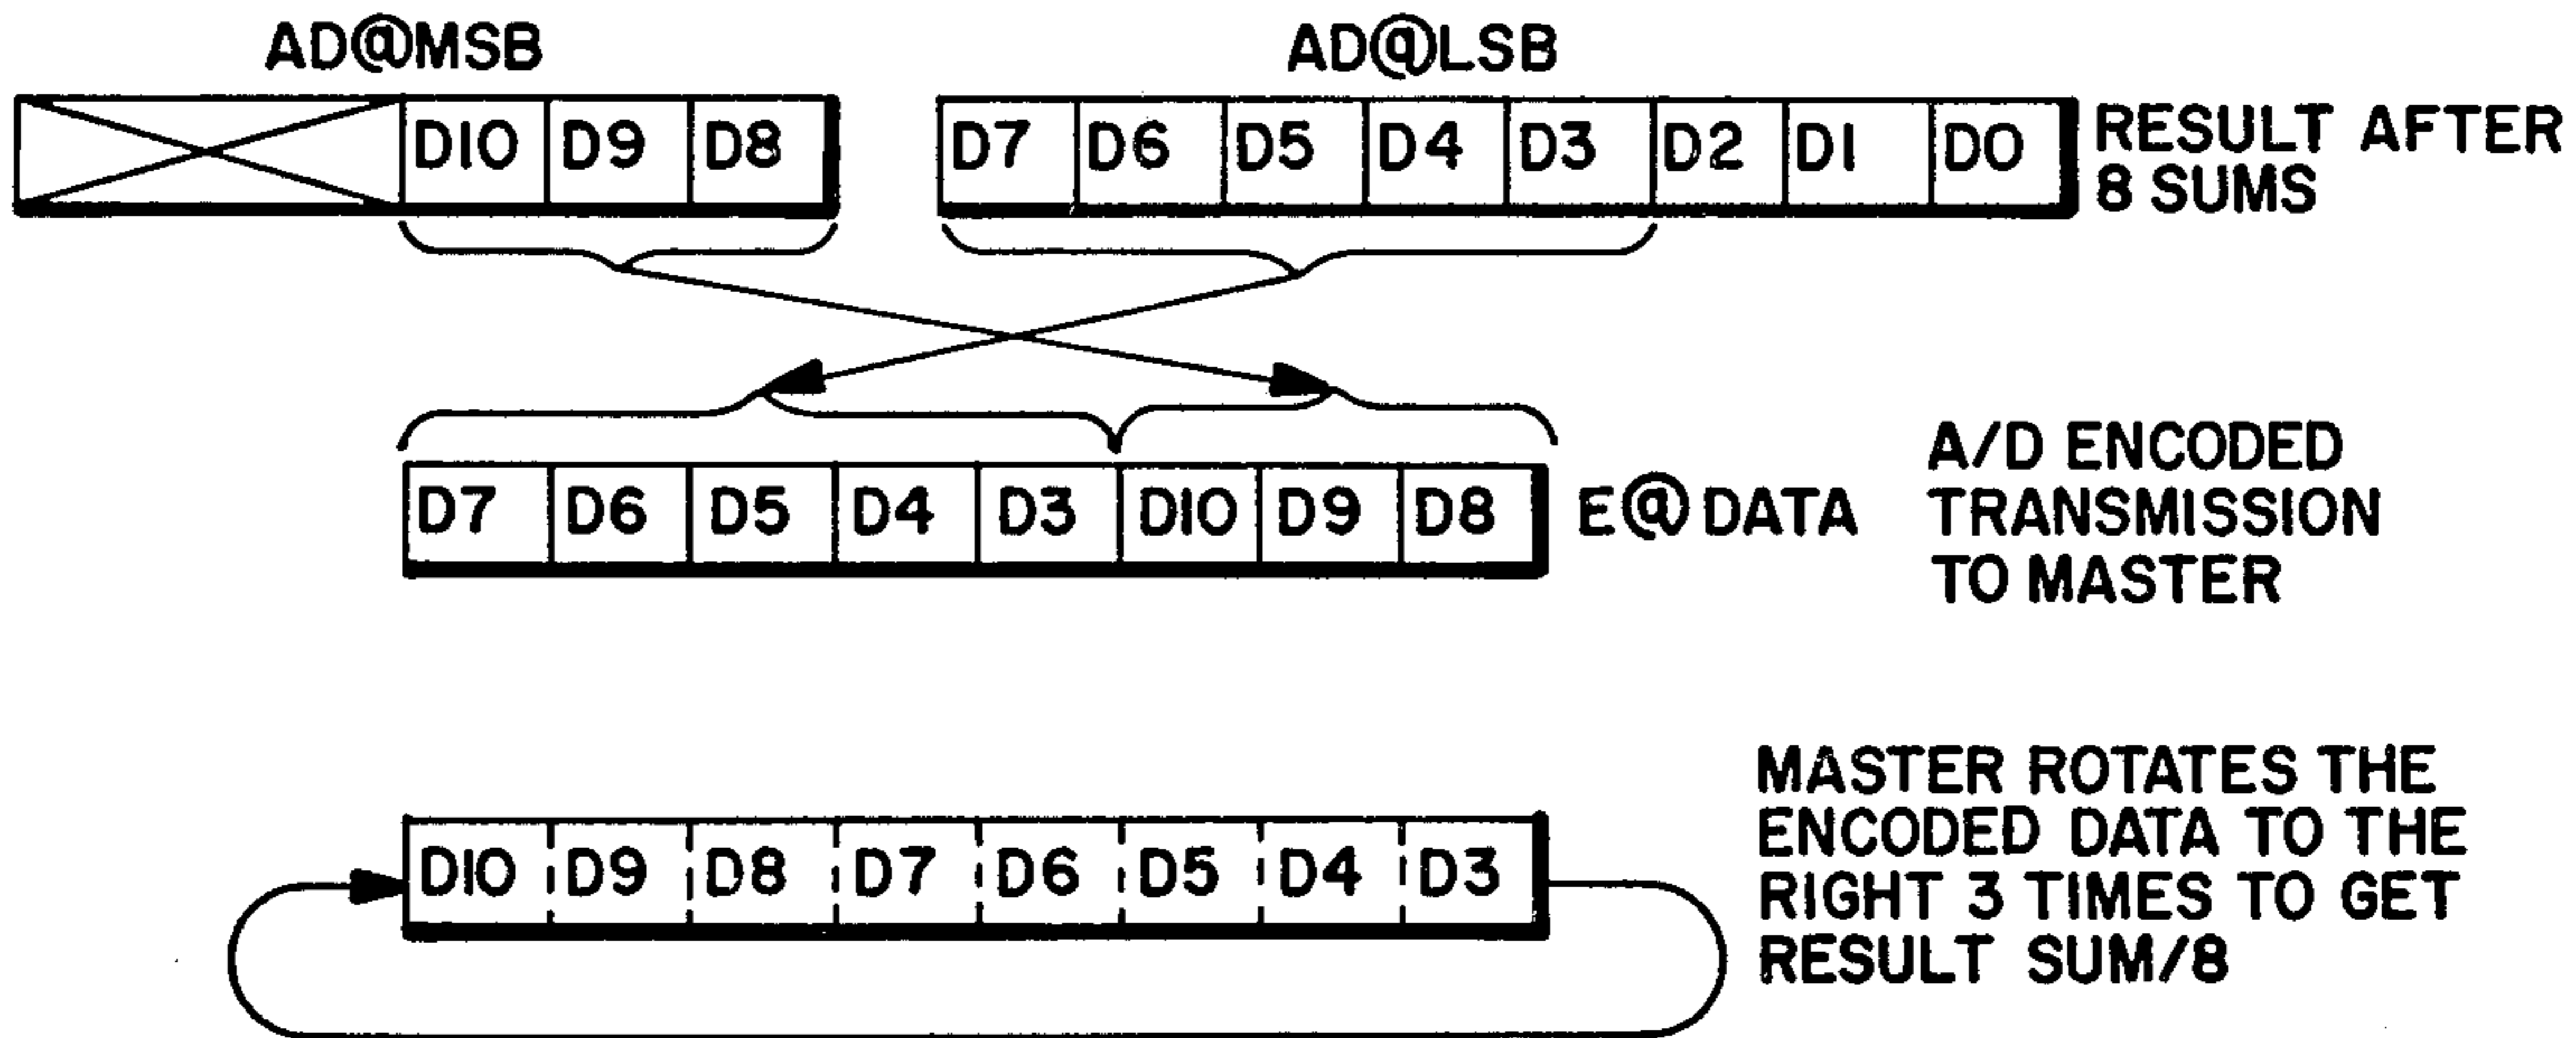 AD@MSB
AD@LSB
D10 D9 D8
D7 D6 D5 D4 D3 D2 D1 D0
RESULT AFTER
8 SUMS
D7 D6 D5 D4 D3 D10 D9 D8
E@DATA
A/D ENCODED
TRANSMISSION
TO MASTER
D10 D9 D8 D7 D6 D5 D4 D3
MASTER ROTATES THE
ENCODED DATA TO THE
RIGHT 3 TIMES TO GET
RESULT SUM/8